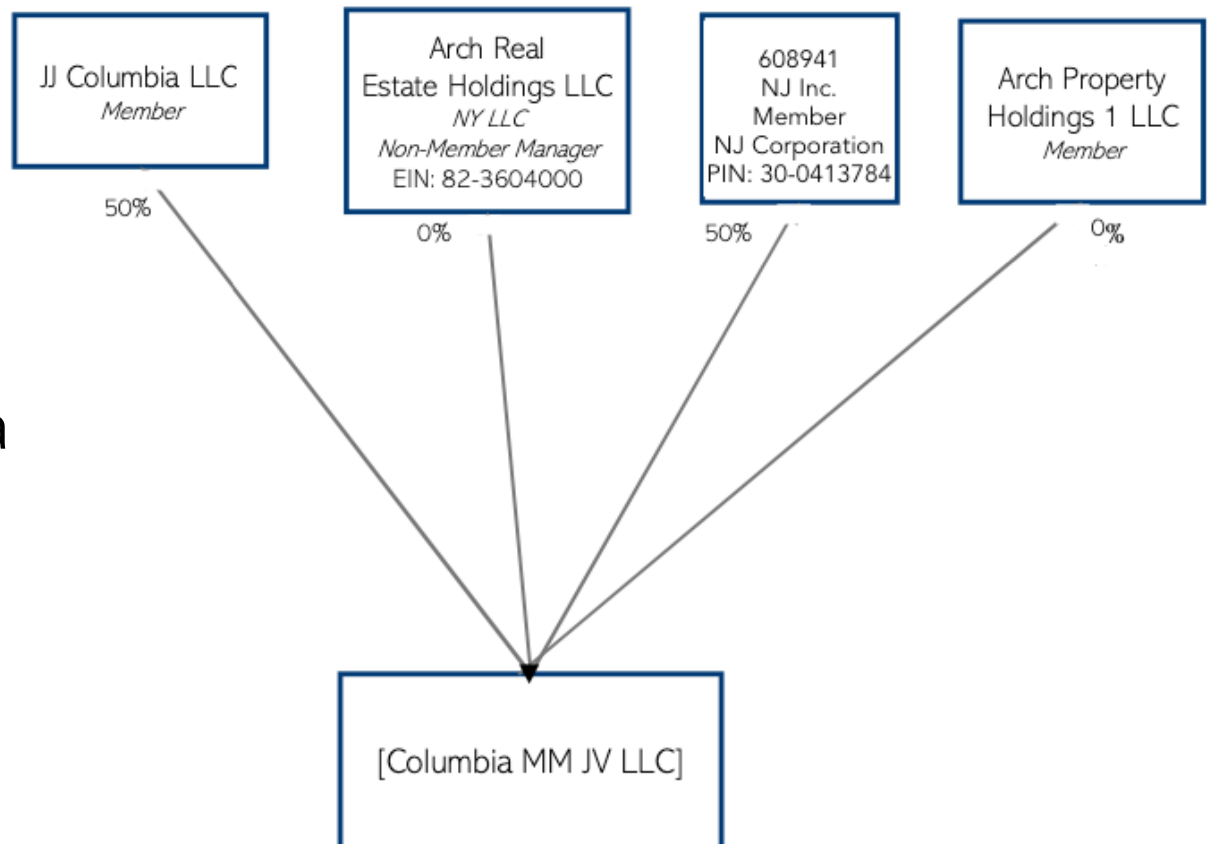 JJ Columbia LLC
Member
50%
Arch Real
Estate Holdings LLC
NY LLC
Non-Member Manager
EIN: 82-3604000
0%
608941
NJ Inc.
Member
NJ Corporation
PIN: 30-0413784
50%
Arch Property
Holdings 1 LLC
Member
0%
a
[Columbia MM JV LLC]